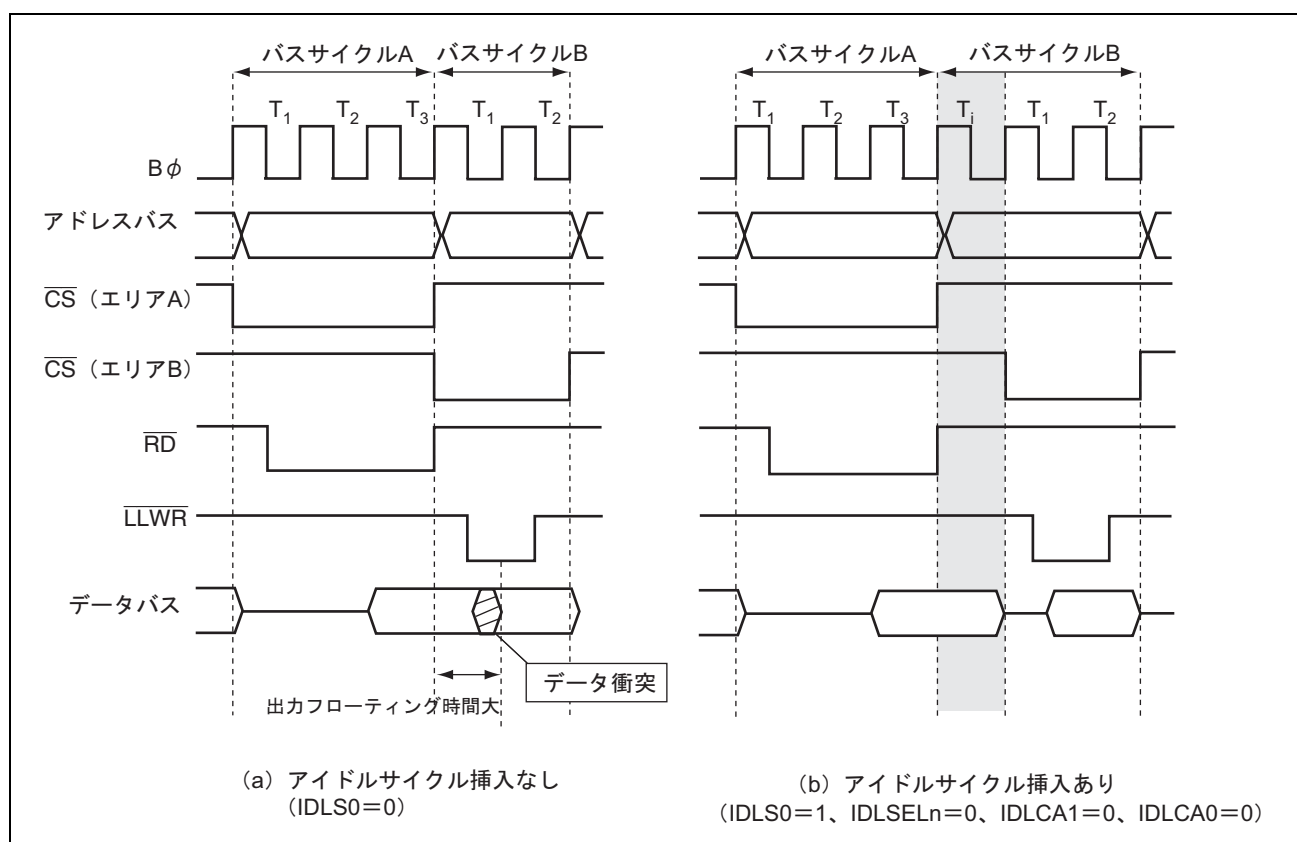 バスサイクルA
バスサイクルB
T1 T2 T3 T1 T2
Bφ
アドレスバス
CS（エリアA）
CS（エリアB）
RD
LLWR
データバス
データ衝突
出力フローティング時間大
（a）アイドルサイクル挿入なし
（IDLS0＝0）
バスサイクルA
バスサイクルB
T1 T2 T3 Ti T1 T2
（b）アイドルサイクル挿入あり
（IDLS0＝1、IDLSELn＝0、IDLCA1＝0、IDLCA0＝0）